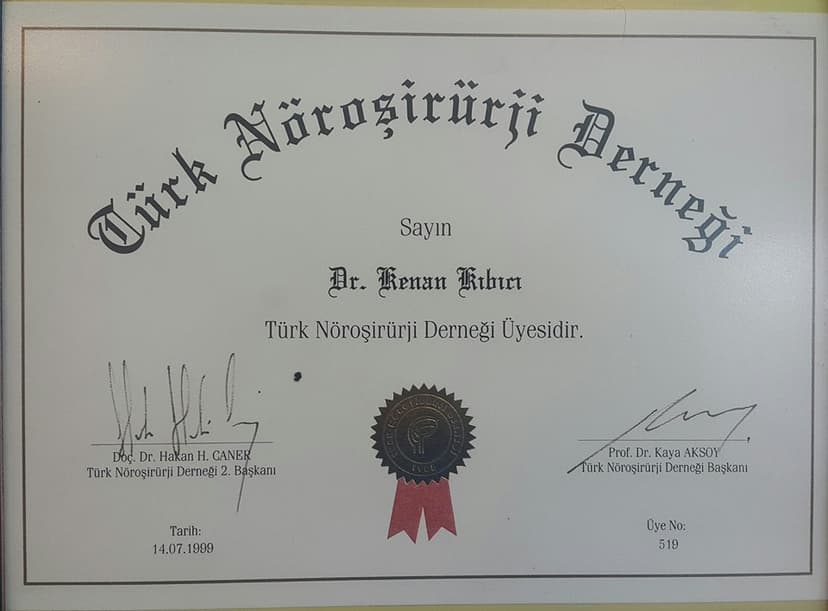 Türk Nöroşirürji Derneği
Sayın
Dr. Kenan Kıbıcı
Türk Nöroşirürji Derneği Üyesidir.
Doç. Dr. Hakan H. CANER
Türk Nöroşirürji Derneği 2. Başkanı
Prof. Dr. Kaya AKSOY
Türk Nöroşirürji Derneği Başkanı
Tarih:
14.07.1999
Üye No:
519